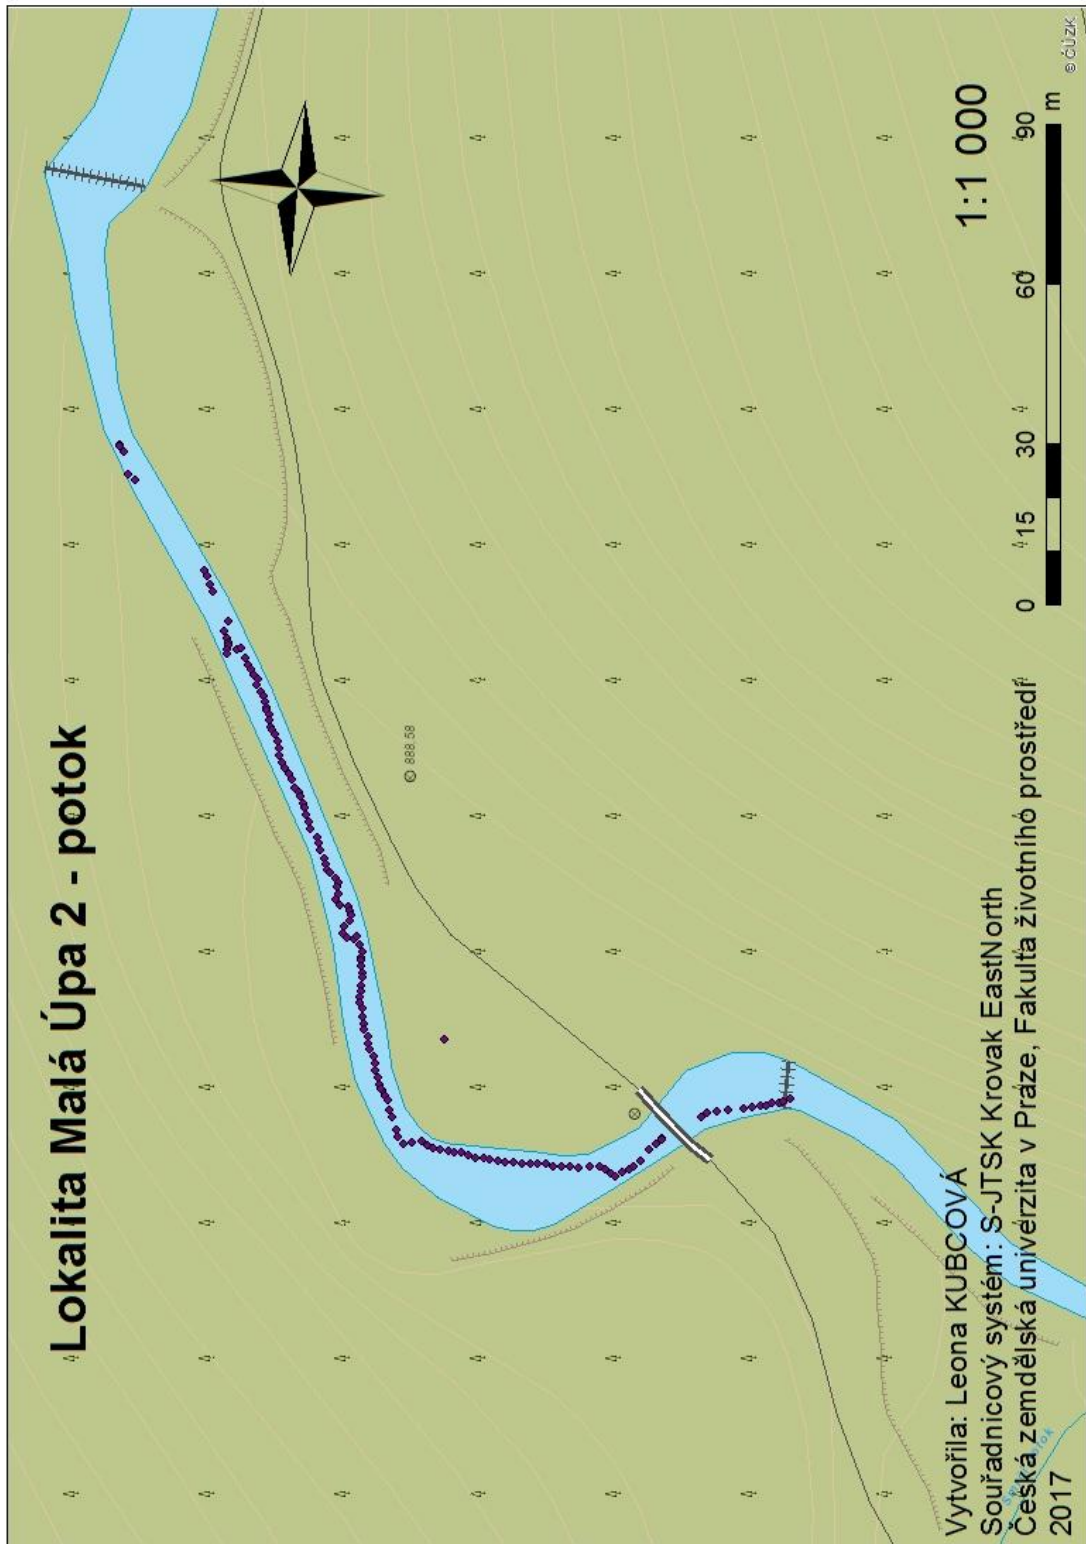 Lokalita Malá Úpa 2 - potok
888.58
1:1 000
0 15 30 60 90 m
Vytvořila: Leona KUBCOVÁ
Souřadnicový systém: S-JTSK Krovak EastNorth
Česká zemědělská univerzita v Praze, Fakulta životního prostředí
2017
© ČÚZK